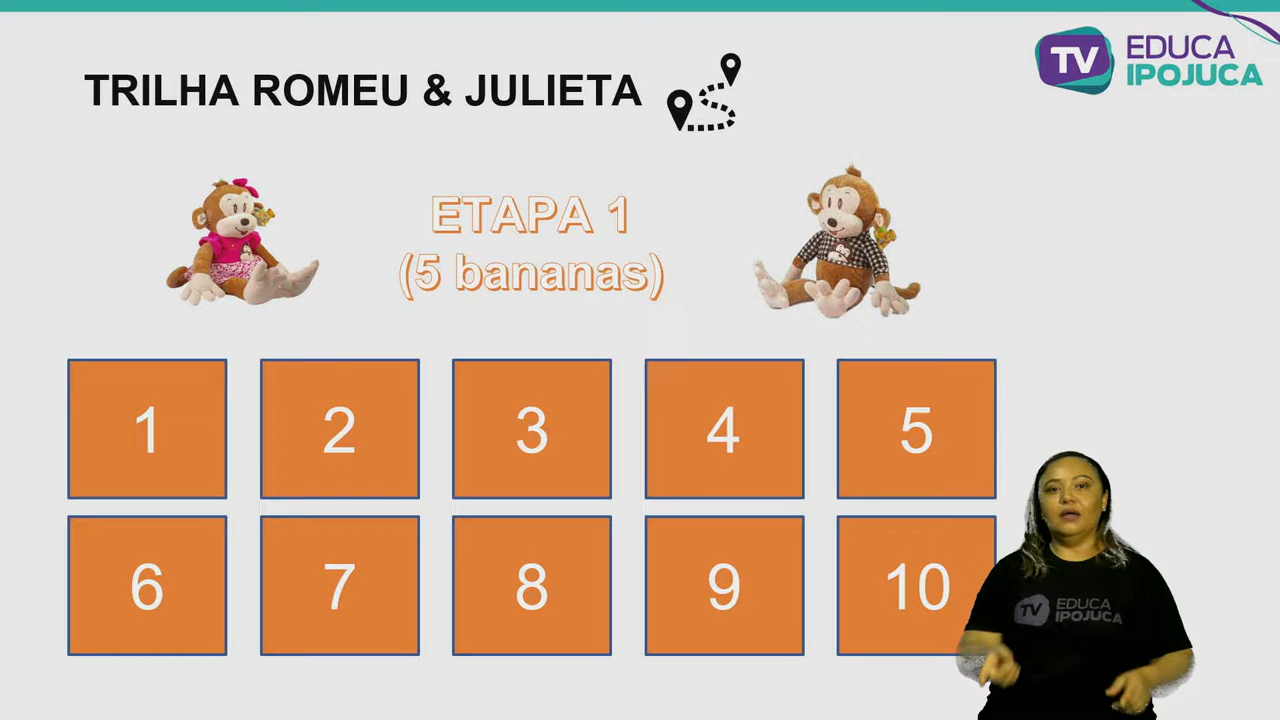 TRILHA ROMEU & JULIETA
TV EDUCA
IPOJUCA
ETAPA 1
(5 bananas)
1 2 3 4 5
6 7 8 9 10
TV EDUCA
IPOJUCA